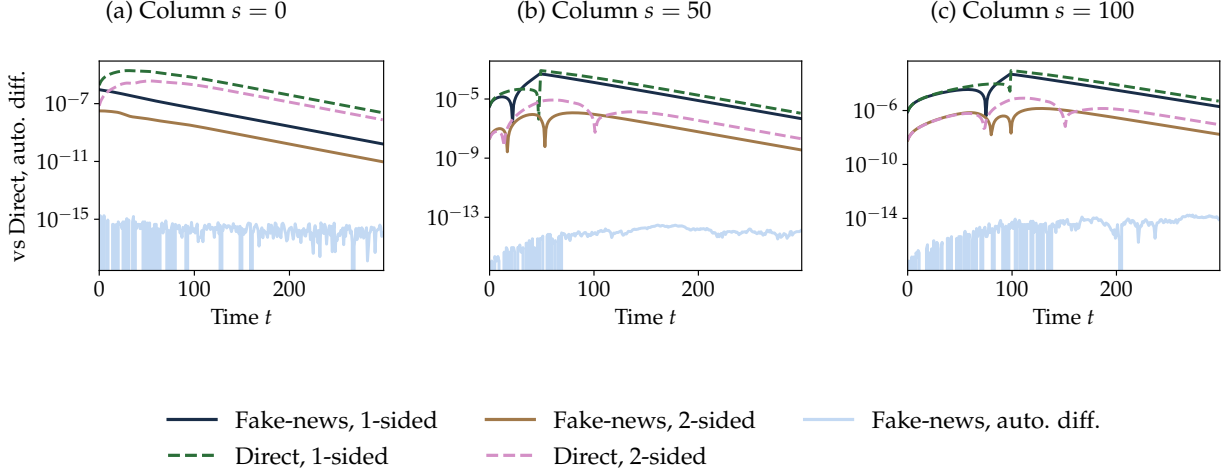 (a) Column s = 0
(b) Column s = 50
(c) Column s = 100
vs Direct, auto. diff.
10⁻⁷
10⁻¹¹
10⁻¹⁵
0 100 200
Time t
10⁻⁵
10⁻⁹
10⁻¹³
0 100 200
Time t
10⁻⁶
10⁻¹⁰
10⁻¹⁴
0 100 200
Time t
Fake-news, 1-sided
Fake-news, 2-sided
Fake-news, auto. diff.
Direct, 1-sided
Direct, 2-sided